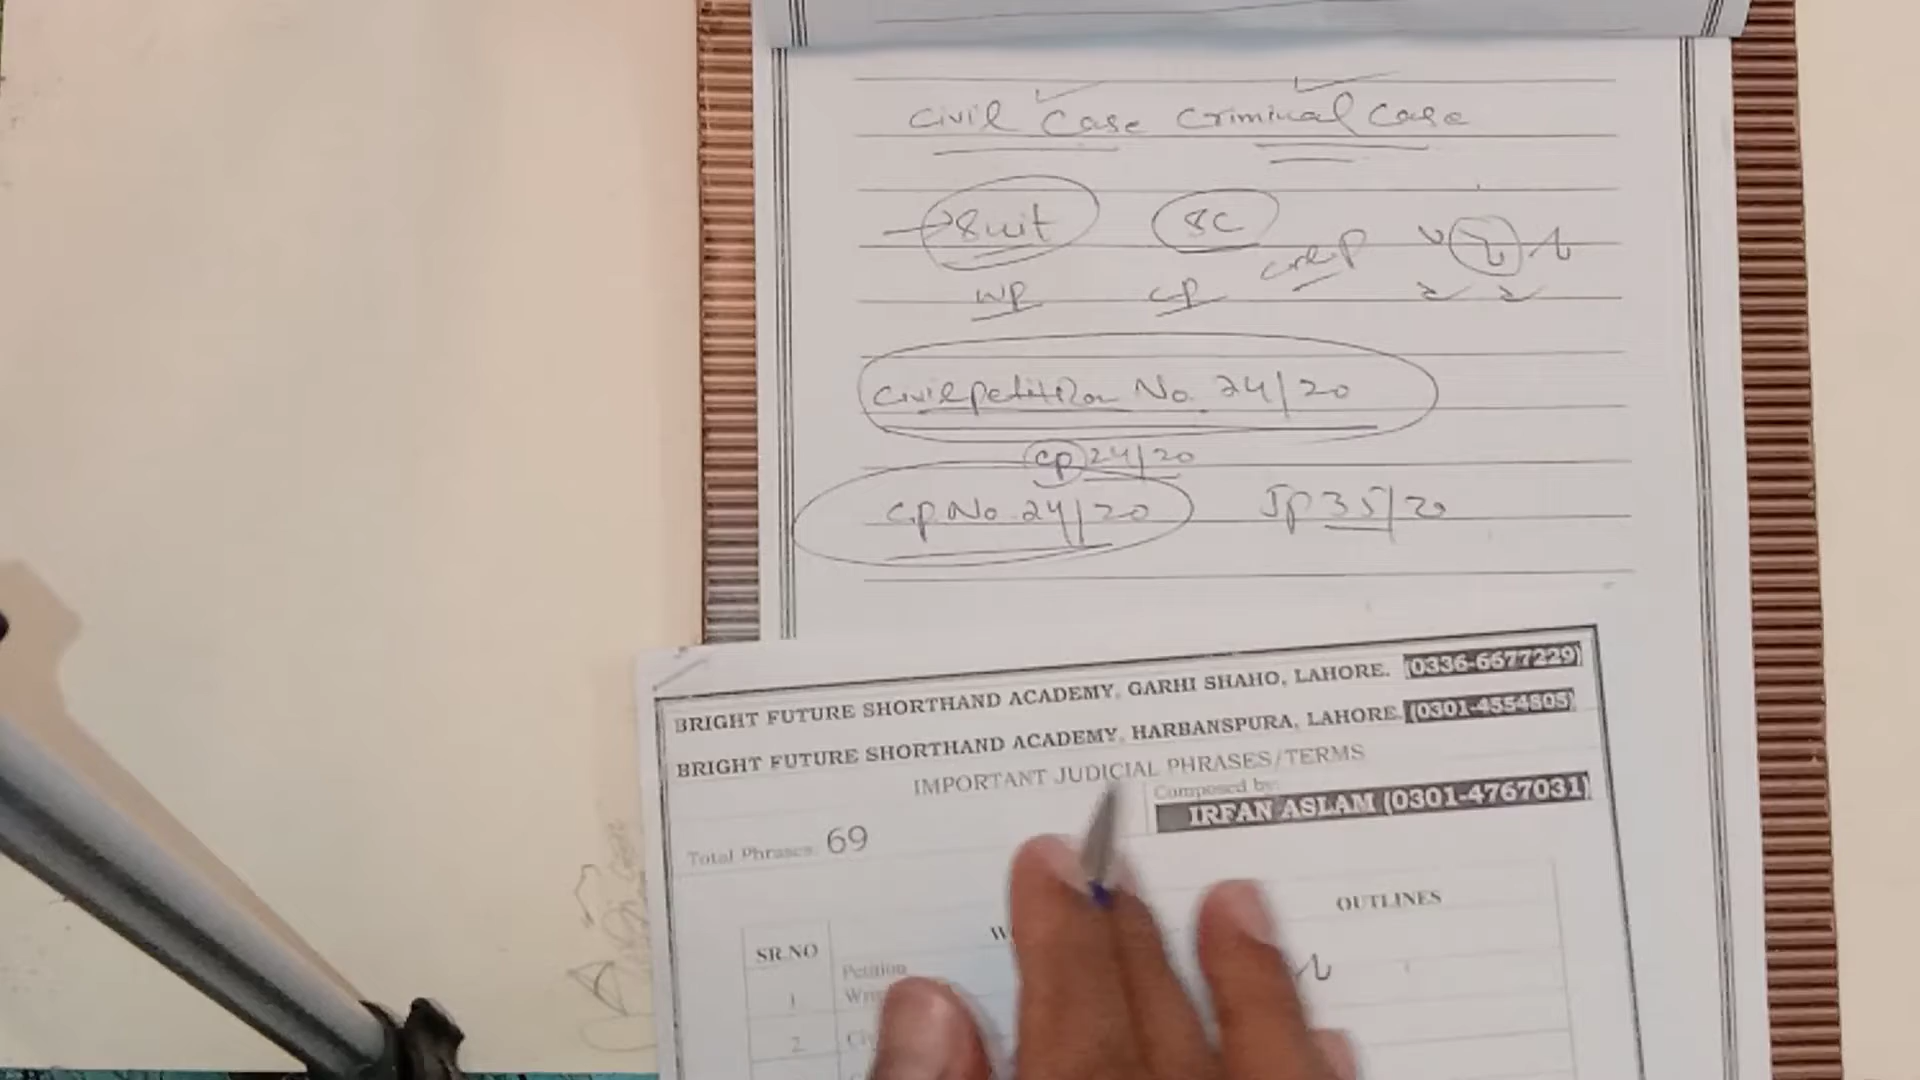 Civil Case Criminal Case
Suit SC
WP CP CrlP
Civil petition No. 24/20
CP 24/20
CP No. 24/20 JP 35/20
BRIGHT FUTURE SHORTHAND ACADEMY, GARHI SHAHO, LAHORE. (0336-6677229)
BRIGHT FUTURE SHORTHAND ACADEMY, HARBANSPURA, LAHORE. (0301-4554805)
IMPORTANT JUDICIAL PHRASES/TERMS
Composed by:
Total Phrases 69 IRFAN ASLAM (0301-4767031)
SR.NO OUTLINES
Petition
1
2